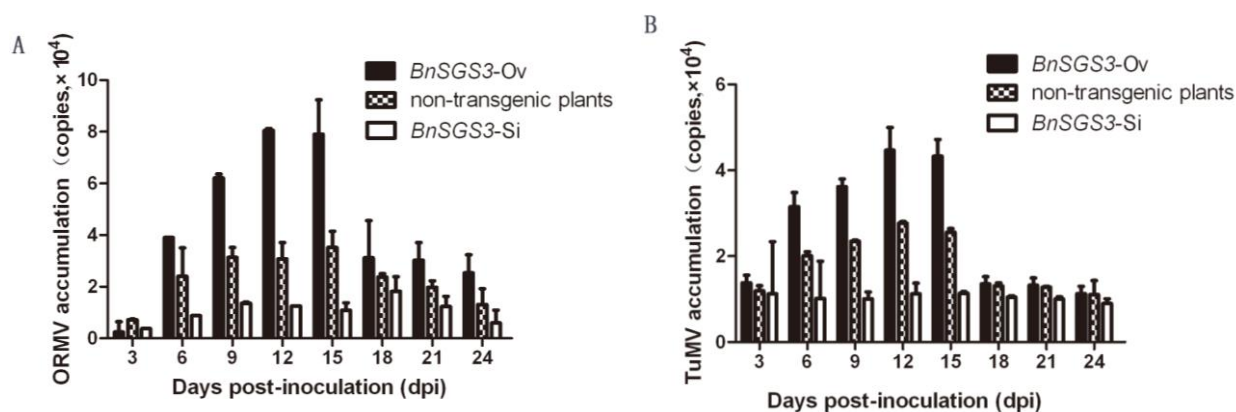 A
ORMV accumulation (copies,×10⁴)
10
8
6
4
2
0
BnSGS3-Ov
non-transgenic plants
BnSGS3-Si
3 6 9 12 15 18 21 24
Days post-inoculation (dpi)
B
TuMV accumulation (copies,×10⁴)
6
4
2
0
BnSGS3-Ov
non-transgenic plants
BnSGS3-Si
3 6 9 12 15 18 21 24
Days post-inoculation (dpi)